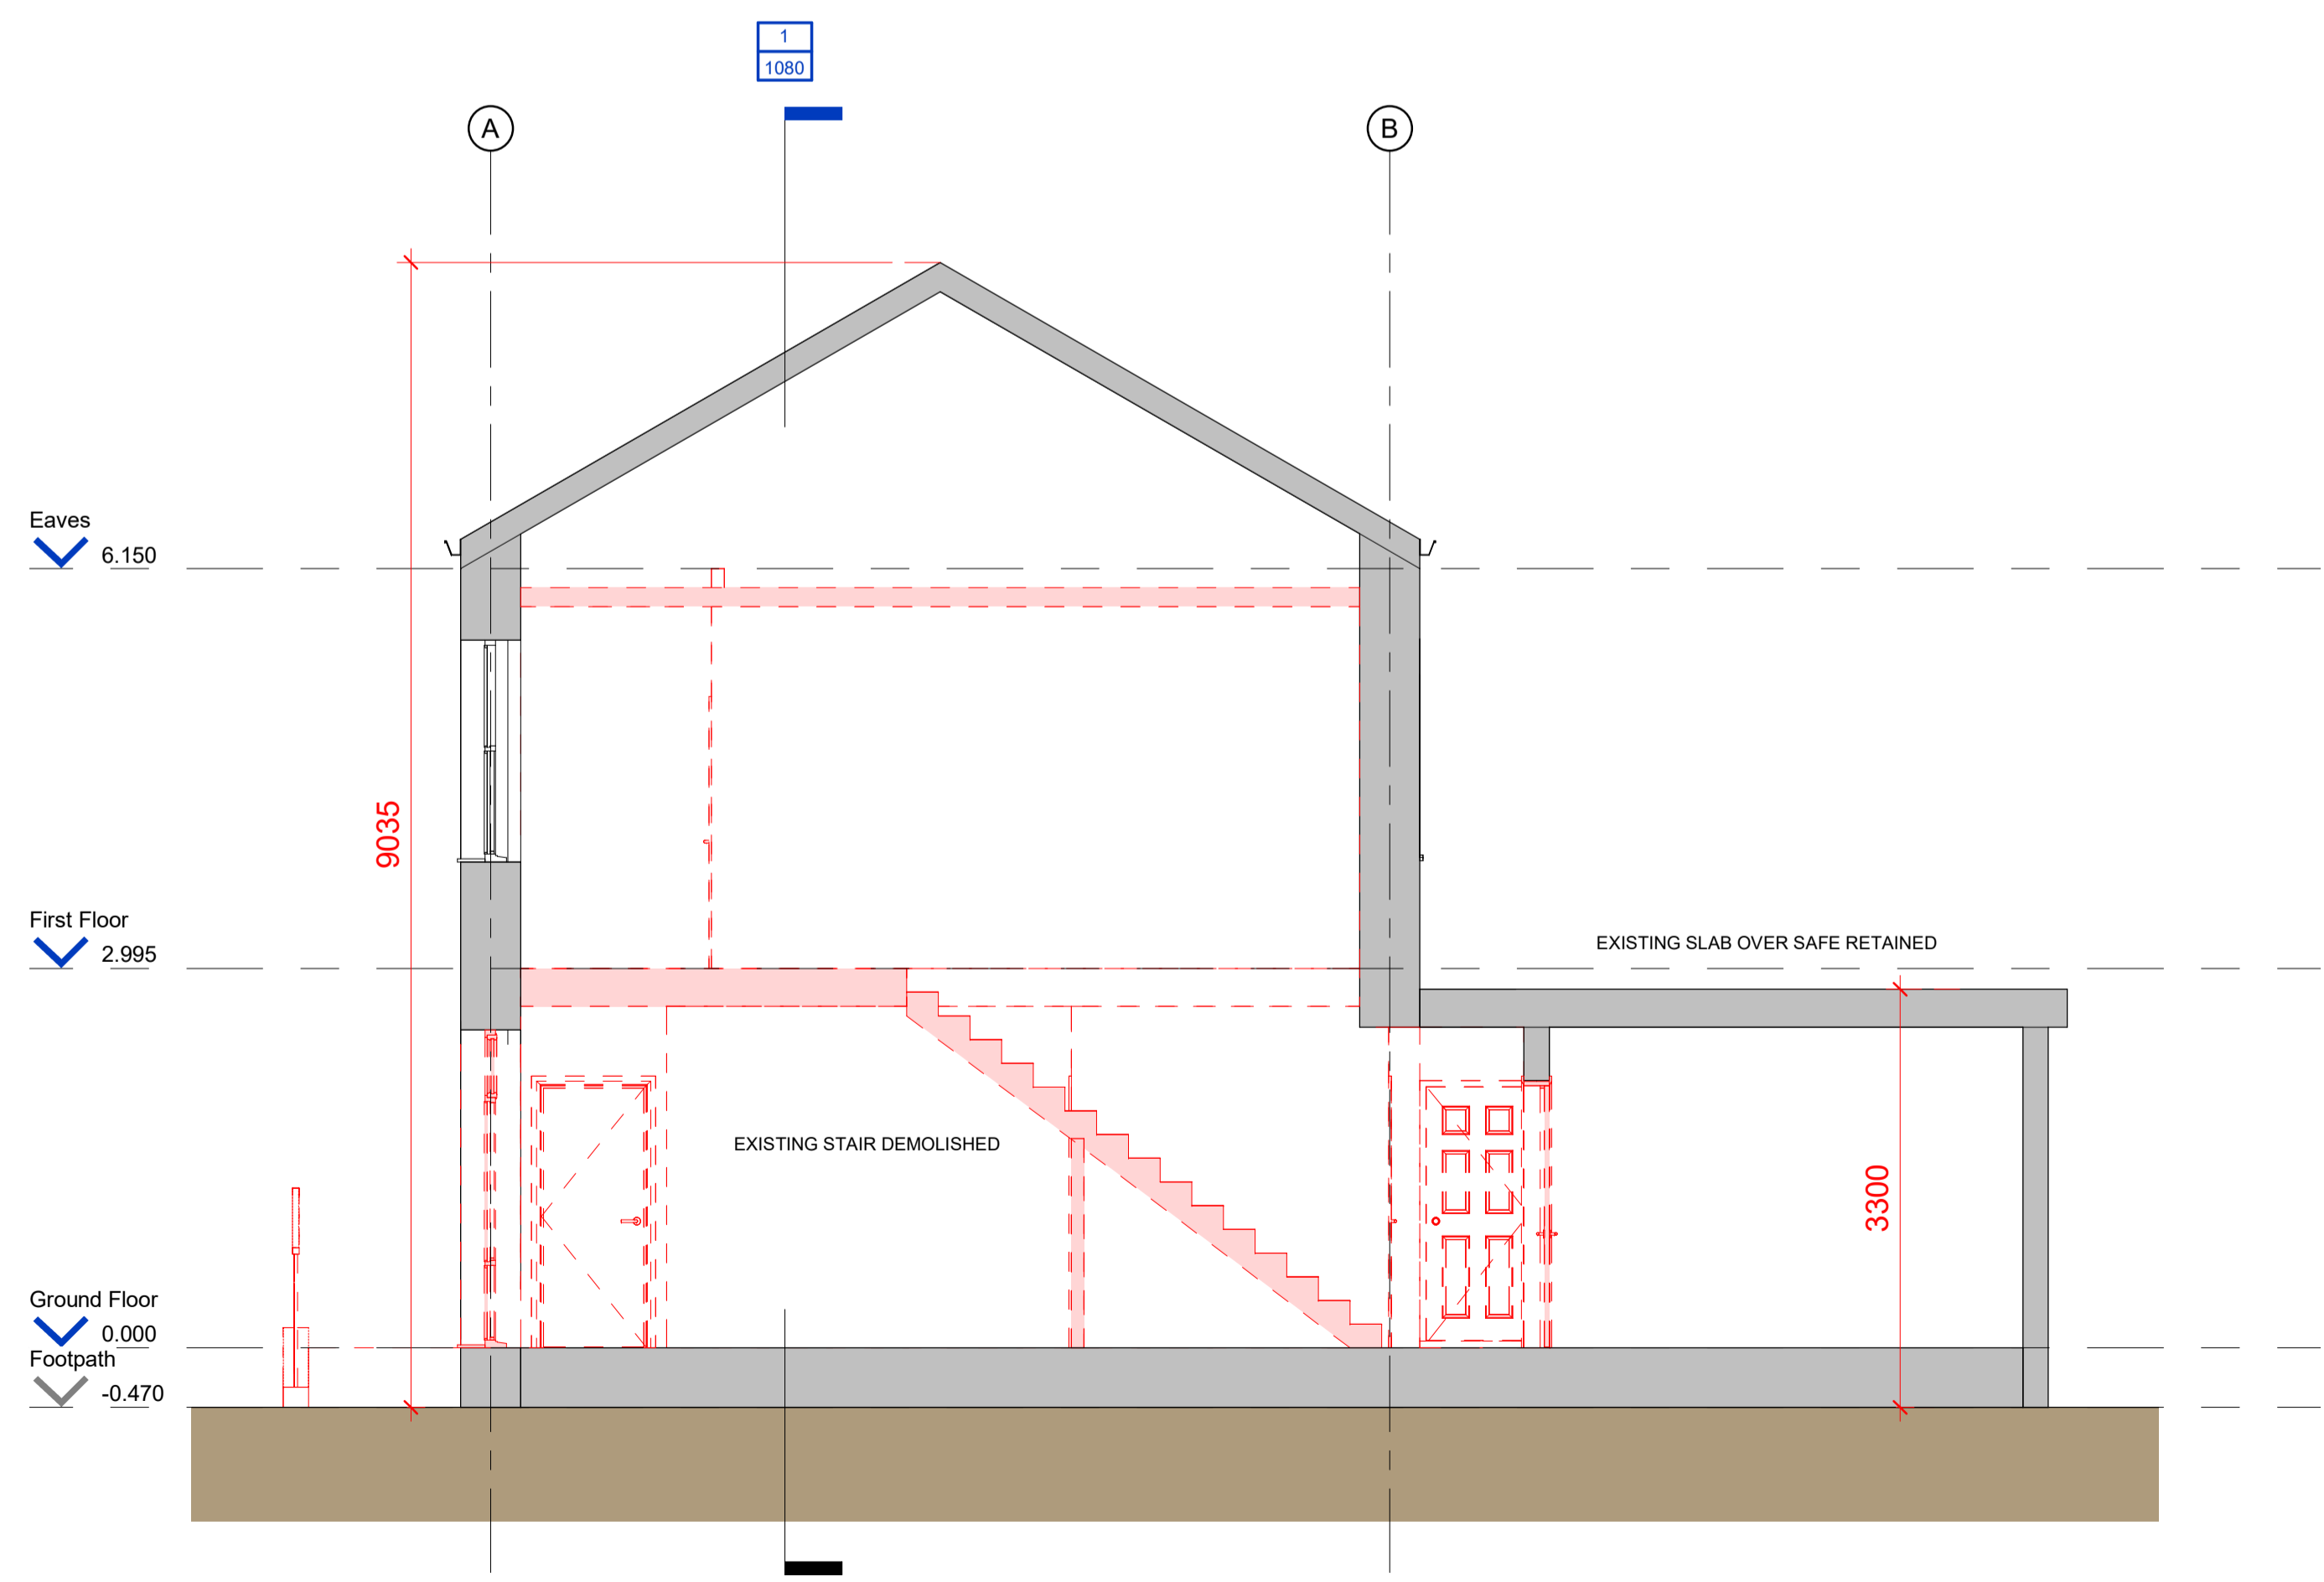 1
1080
A
B
Eaves
6.150
9035
First Floor
2.995
EXISTING SLAB OVER SAFE RETAINED
EXISTING STAIR DEMOLISHED
3300
Ground Floor
0.000
Footpath
-0.470